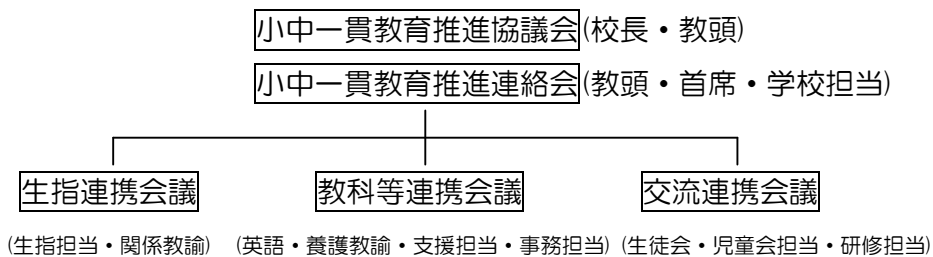 小中一貫教育推進協議会(校長・教頭)
小中一貫教育推進連絡会(教頭・首席・学校担当)
生指連携会議 教科等連携会議 交流連携会議
(生指担当・関係教諭) (英語・養護教諭・支援担当・事務担当) (生徒会・児童会担当・研修担当)